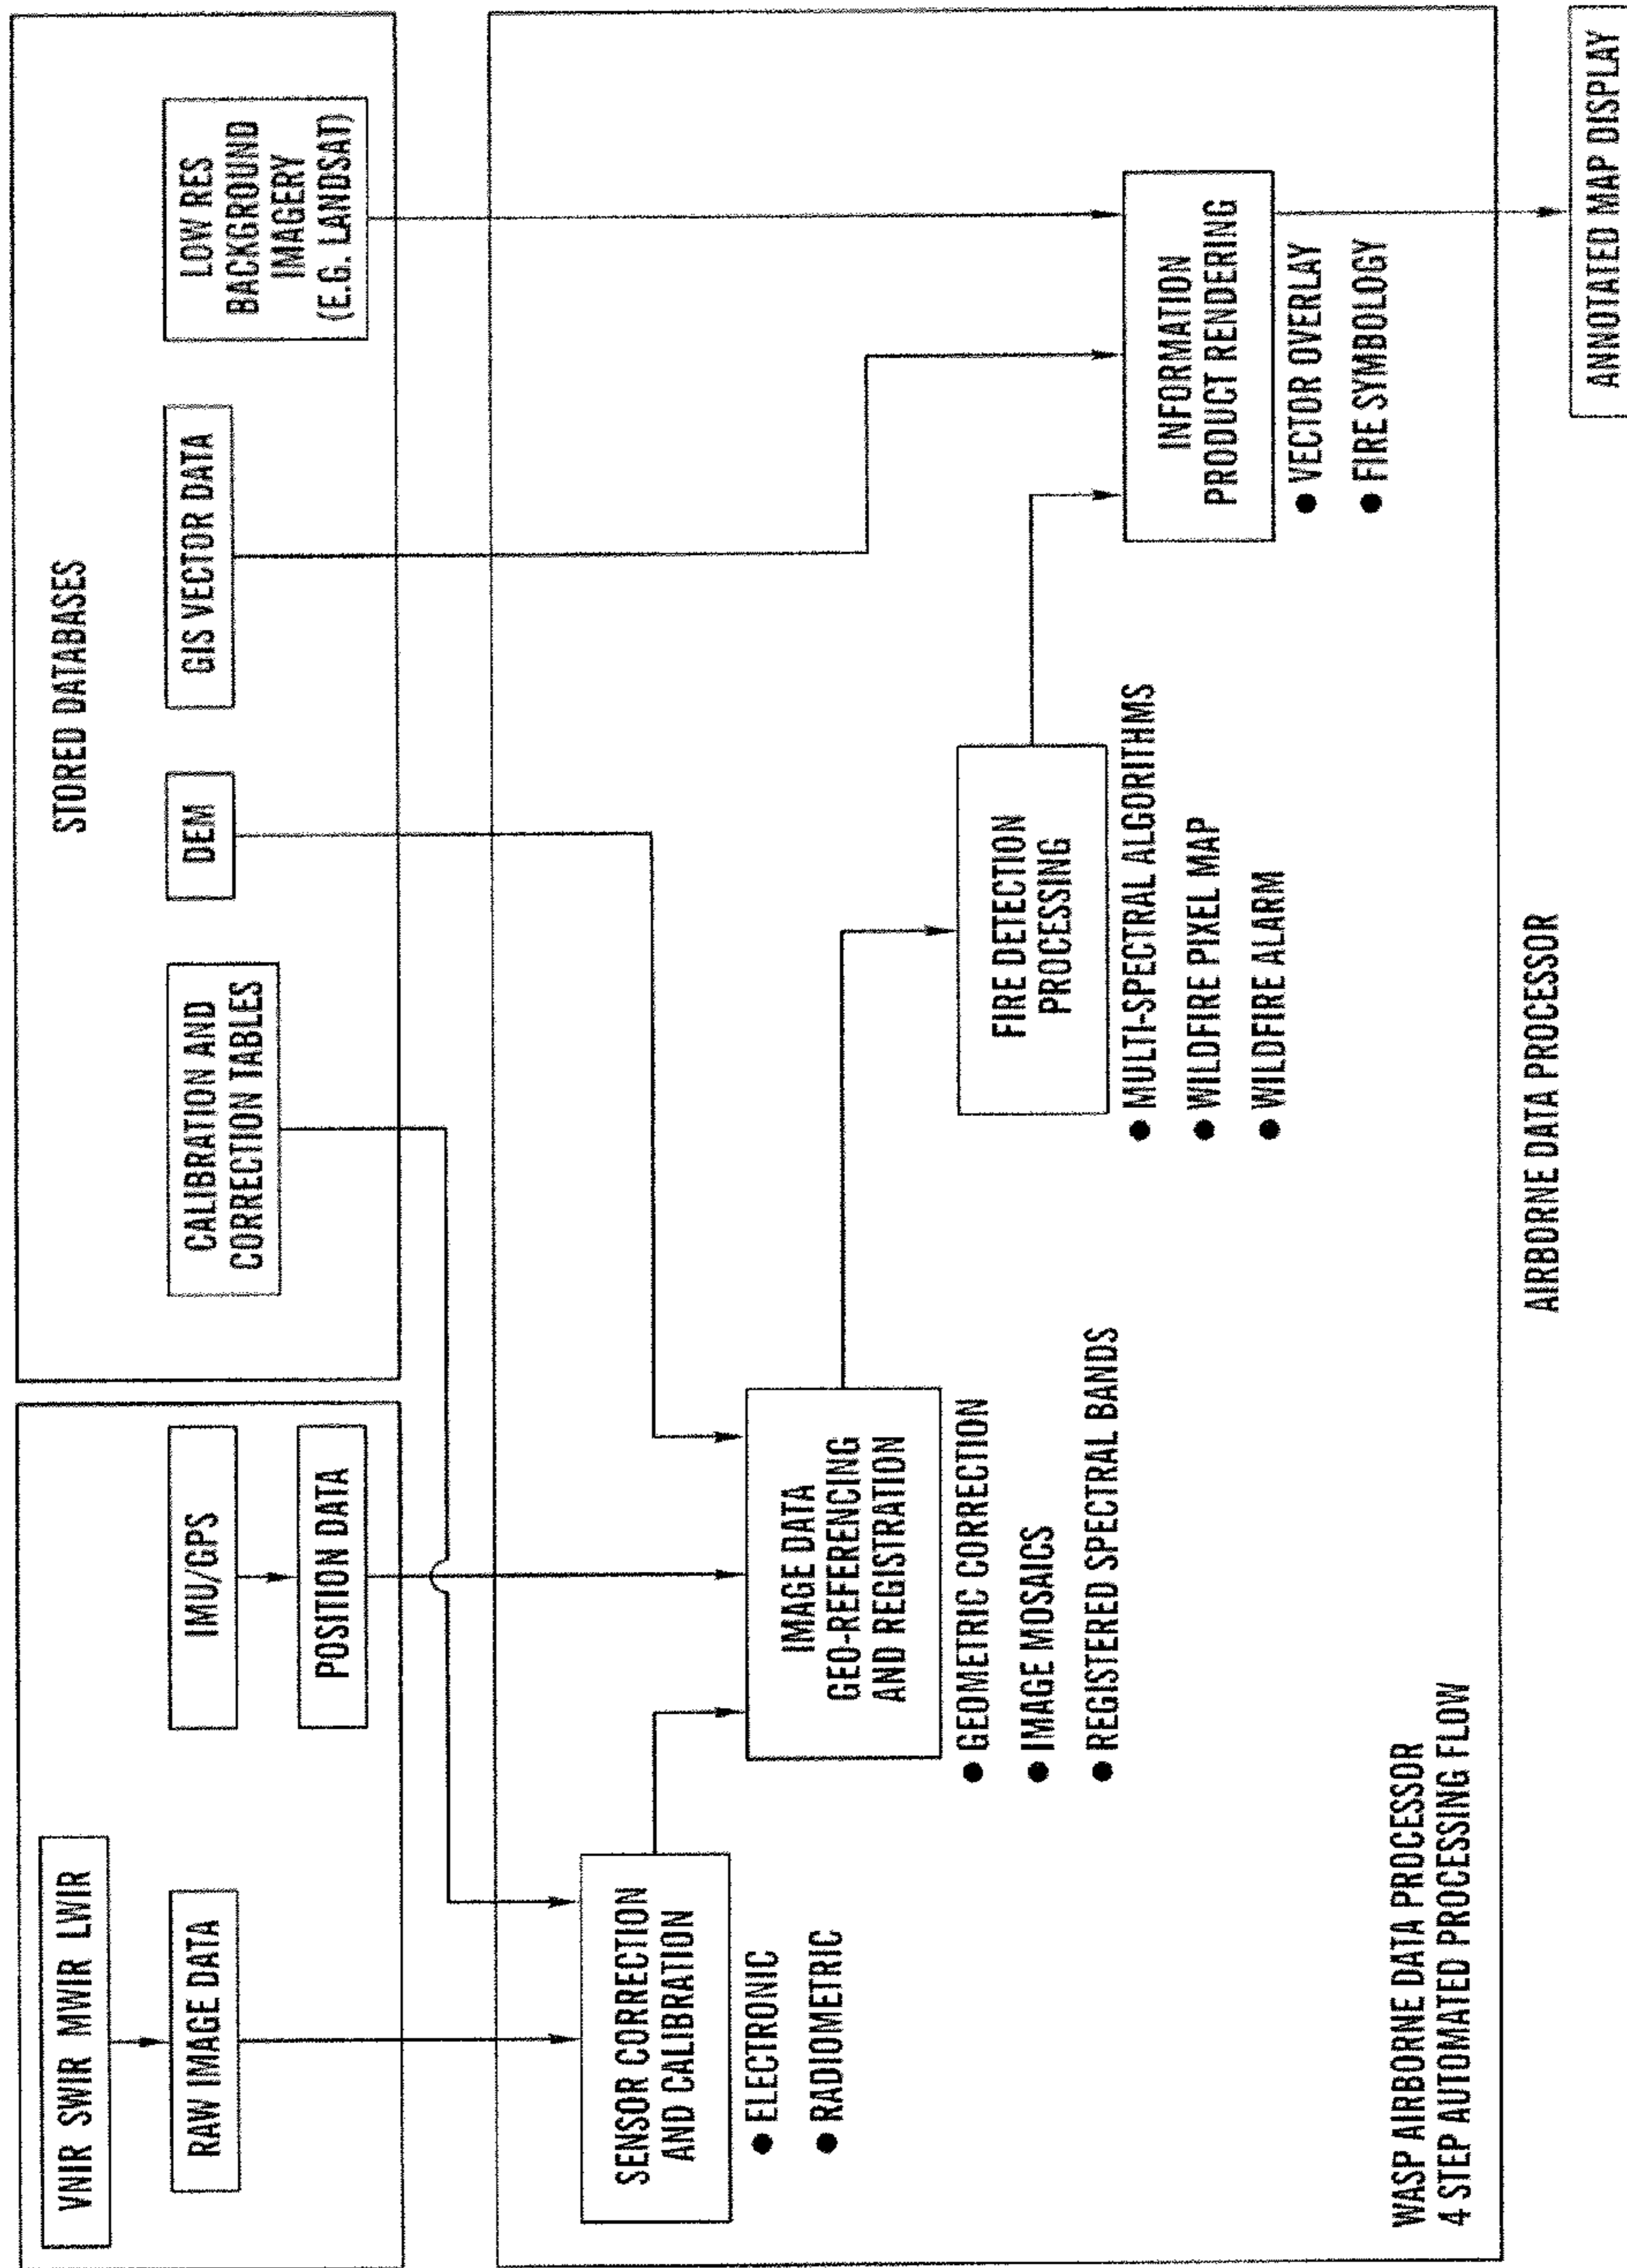 VNIR SWIR MWIR LWIR
RAW IMAGE DATA
IMU/GPS
POSITION DATA
STORED DATABASES
CALIBRATION AND
CORRECTION TABLES
DEM
GIS VECTOR DATA
LOW RES
BACKGROUND
IMAGERY
(E.G. LANDSAT)
SENSOR CORRECTION
AND CALIBRATION
● ELECTRONIC
● RADIOMETRIC
IMAGE DATA
GEO-REFERENCING
AND REGISTRATION
● GEOMETRIC CORRECTION
● IMAGE MOSAICS
● REGISTERED SPECTRAL BANDS
FIRE DETECTION
PROCESSING
● MULTI-SPECTRAL ALGORITHMS
● WILDFIRE PIXEL MAP
● WILDFIRE ALARM
INFORMATION
PRODUCT RENDERING
● VECTOR OVERLAY
● FIRE SYMBOLOGY
WASP AIRBORNE DATA PROCESSOR
4 STEP AUTOMATED PROCESSING FLOW
AIRBORNE DATA PROCESSOR
ANNOTATED MAP DISPLAY